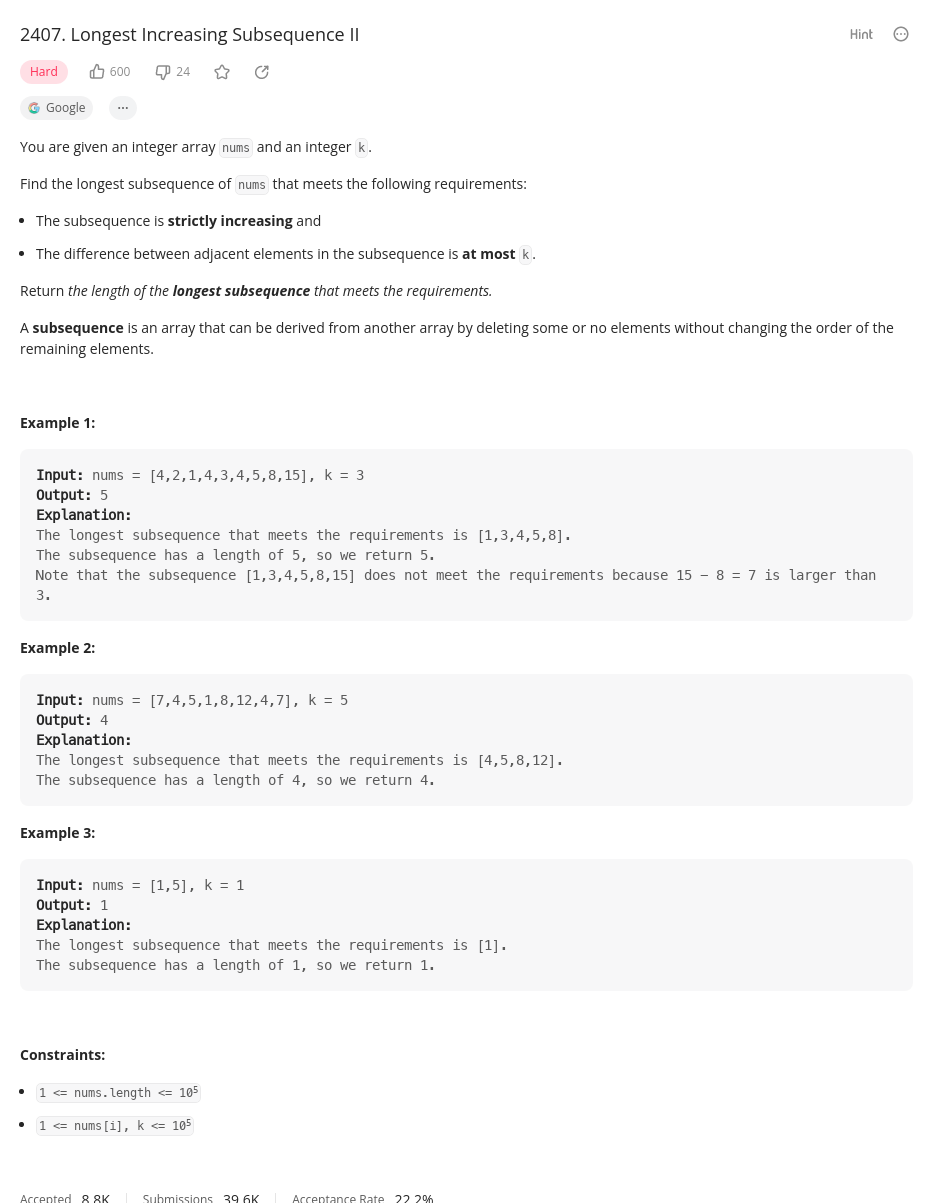 2407. Longest Increasing Subsequence II
Hint
Hard 600 24
Google ...
You are given an integer array nums and an integer k.
Find the longest subsequence of nums that meets the following requirements:
• The subsequence is strictly increasing and
• The difference between adjacent elements in the subsequence is at most k.
Return the length of the longest subsequence that meets the requirements.
A subsequence is an array that can be derived from another array by deleting some or no elements without changing the order of the
remaining elements.
Example 1:
Input: nums = [4,2,1,4,3,4,5,8,15], k = 3
Output: 5
Explanation:
The longest subsequence that meets the requirements is [1,3,4,5,8].
The subsequence has a length of 5, so we return 5.
Note that the subsequence [1,3,4,5,8,15] does not meet the requirements because 15 - 8 = 7 is larger than
3.
Example 2:
Input: nums = [7,4,5,1,8,12,4,7], k = 5
Output: 4
Explanation:
The longest subsequence that meets the requirements is [4,5,8,12].
The subsequence has a length of 4, so we return 4.
Example 3:
Input: nums = [1,5], k = 1
Output: 1
Explanation:
The longest subsequence that meets the requirements is [1].
The subsequence has a length of 1, so we return 1.
Constraints:
• 1 <= nums.length <= 10⁵
• 1 <= nums[i], k <= 10⁵
Accepted 8.8K Submissions 39.6K Acceptance Rate 22.2%